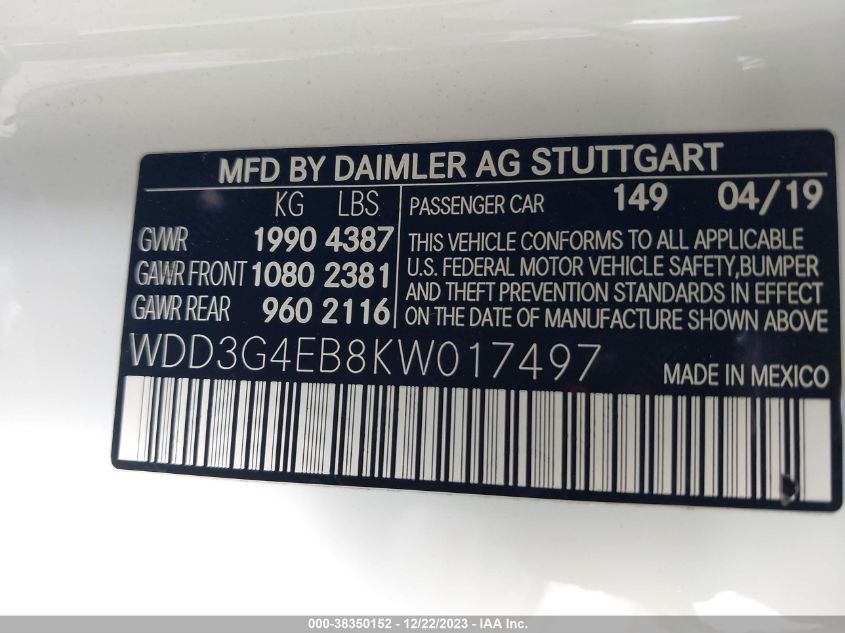 MFD BY DAIMLER AG STUTTGART
KG LBS
GVWR 1990 4387
GAWR FRONT 1080 2381
GAWR REAR 960 2116
PASSENGER CAR 149 04/19
THIS VEHICLE CONFORMS TO ALL APPLICABLE
U.S. FEDERAL MOTOR VEHICLE SAFETY,BUMPER
AND THEFT PREVENTION STANDARDS IN EFFECT
ON THE DATE OF MANUFACTURE SHOWN ABOVE
WDD3G4EB8KW017497
MADE IN MEXICO
000-38350152 - 12/22/2023 - IAA Inc.